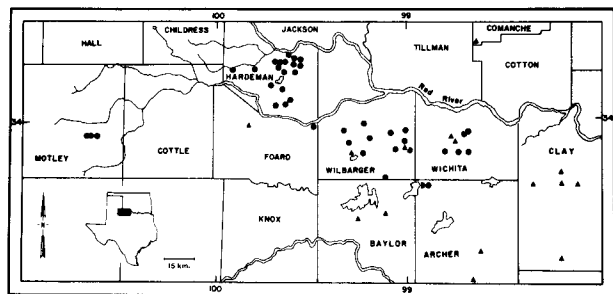 100
99
CHILDRESS
JACKSON
COMANCHE
HALL
TILLMAN
COTTON
HARDEMAN
Red
River
34
34
MOTLEY
COTTLE
FOARD
WILBARGER
WICHITA
CLAY
KNOX
BAYLOR
ARCHER
15 km.
100
99